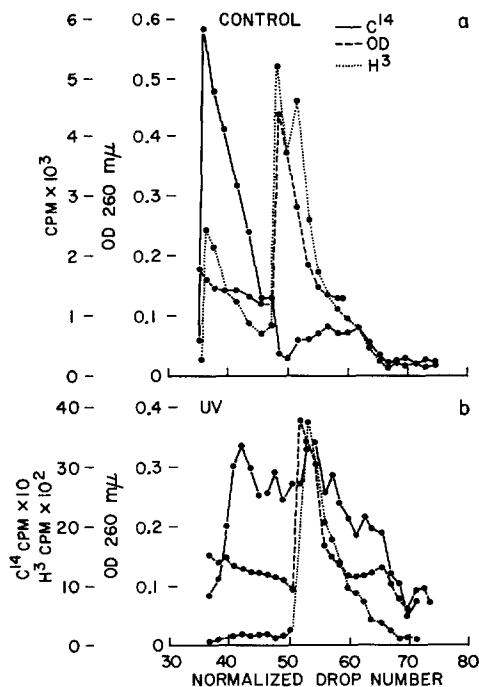 CONTROL
a
C¹⁴
OD
H³
CPM × 10³
OD 260 mµ
6
5
4
3
2
1
0
0.6
0.5
0.4
0.3
0.2
0.1
0
UV
b
C¹⁴ CPM × 10
H³ CPM × 10²
OD 260 mµ
40
30
20
10
0
0.4
0.3
0.2
0.1
0
30 40 50 60 70 80
NORMALIZED DROP NUMBER